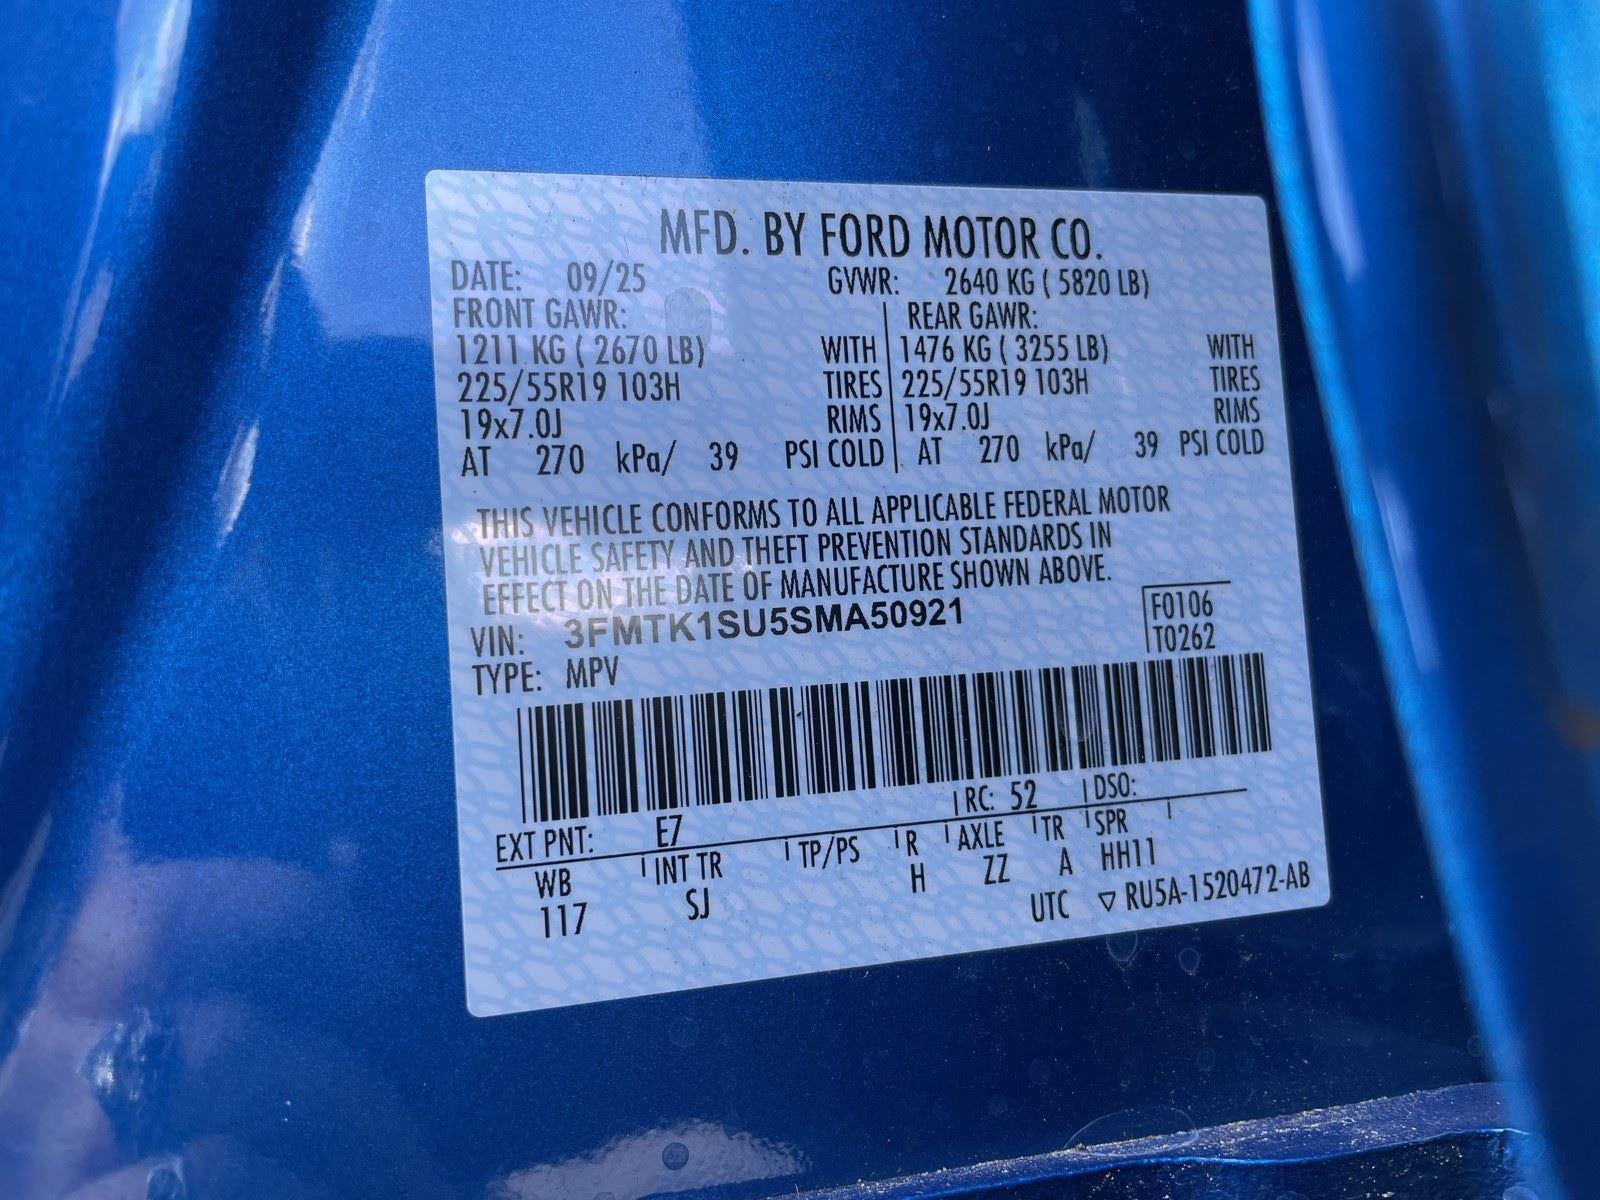 MFD. BY FORD MOTOR CO.
DATE: 09/25 GVWR: 2640 KG ( 5820 LB)
FRONT GAWR: REAR GAWR:
1211 KG ( 2670 LB) WITH 1476 KG ( 3255 LB) WITH
225/55R19 103H TIRES 225/55R19 103H TIRES
19x7.0J RIMS 19x7.0J RIMS
AT 270 kPa/ 39 PSI COLD AT 270 kPa/ 39 PSI COLD
THIS VEHICLE CONFORMS TO ALL APPLICABLE FEDERAL MOTOR
VEHICLE SAFETY AND THEFT PREVENTION STANDARDS IN
EFFECT ON THE DATE OF MANUFACTURE SHOWN ABOVE.
VIN: 3FMTK1SU5SMA50921 F0106
TYPE: MPV T0262
EXT PNT: E7 RC: 52 DSO:
WB INT TR TP/PS R AXLE TR SPR
117 SJ H ZZ A HH11
UTC ▽ RU5A-1520472-AB